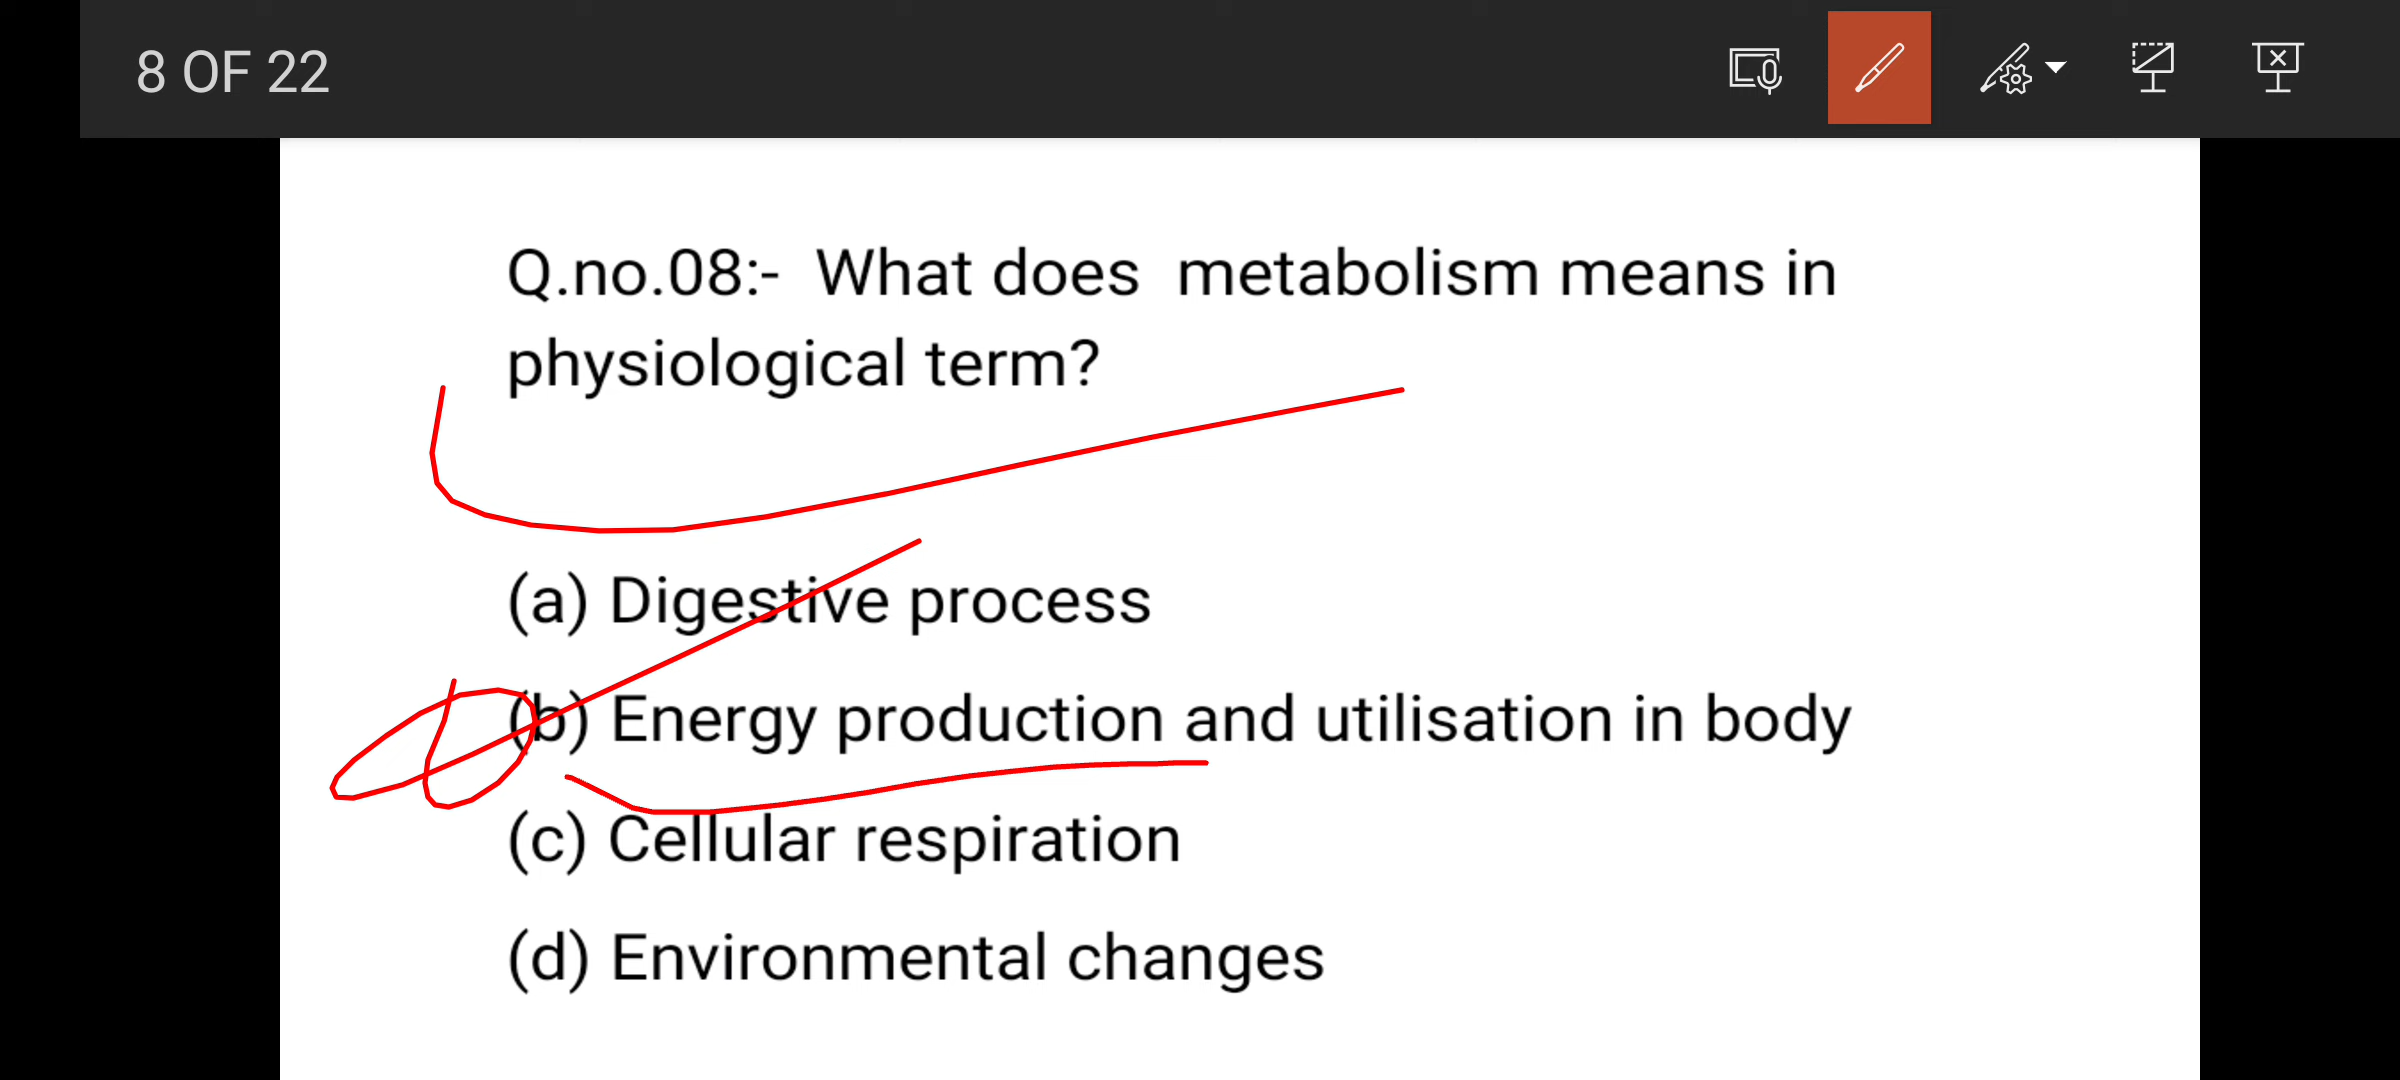 8 OF 22
Q.no.08:- What does metabolism means in
physiological term?
(a) Digestive process
(b) Energy production and utilisation in body
(c) Cellular respiration
(d) Environmental changes